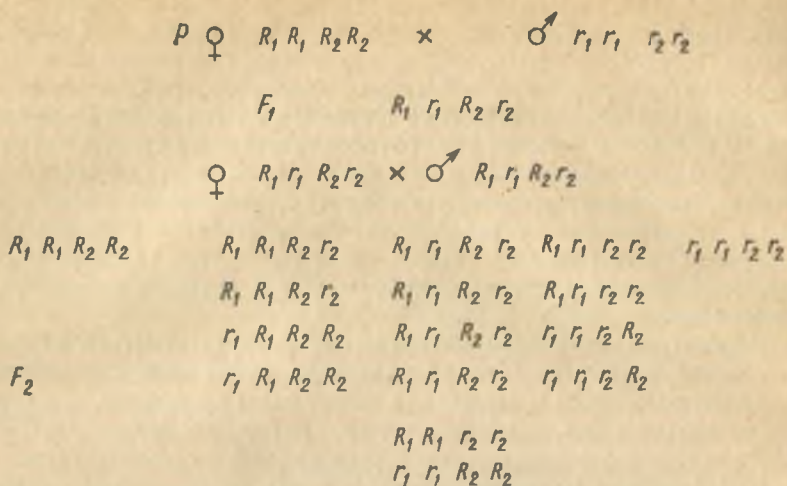 P ♀ R₁ R₁ R₂ R₂ × ♂ r₁ r₁ r₂ r₂
F₁ R₁ r₁ R₂ r₂
♀ R₁ r₁ R₂ r₂ × ♂ R₁ r₁ R₂ r₂
R₁ R₁ R₂ R₂ R₁ R₁ R₂ r₂ R₁ r₁ R₂ r₂ R₁ r₁ r₂ r₂ r₁ r₁ r₂ r₂
R₁ R₁ R₂ r₂ R₁ r₁ R₂ r₂ R₁ r₁ r₂ r₂
r₁ R₁ R₂ R₂ R₁ r₁ R₂ r₂ r₁ r₁ r₂ R₂
F₂ r₁ R₁ R₂ R₂ R₁ r₁ R₂ r₂ r₁ r₁ r₂ R₂
R₁ R₁ r₂ r₂
r₁ r₁ R₂ R₂